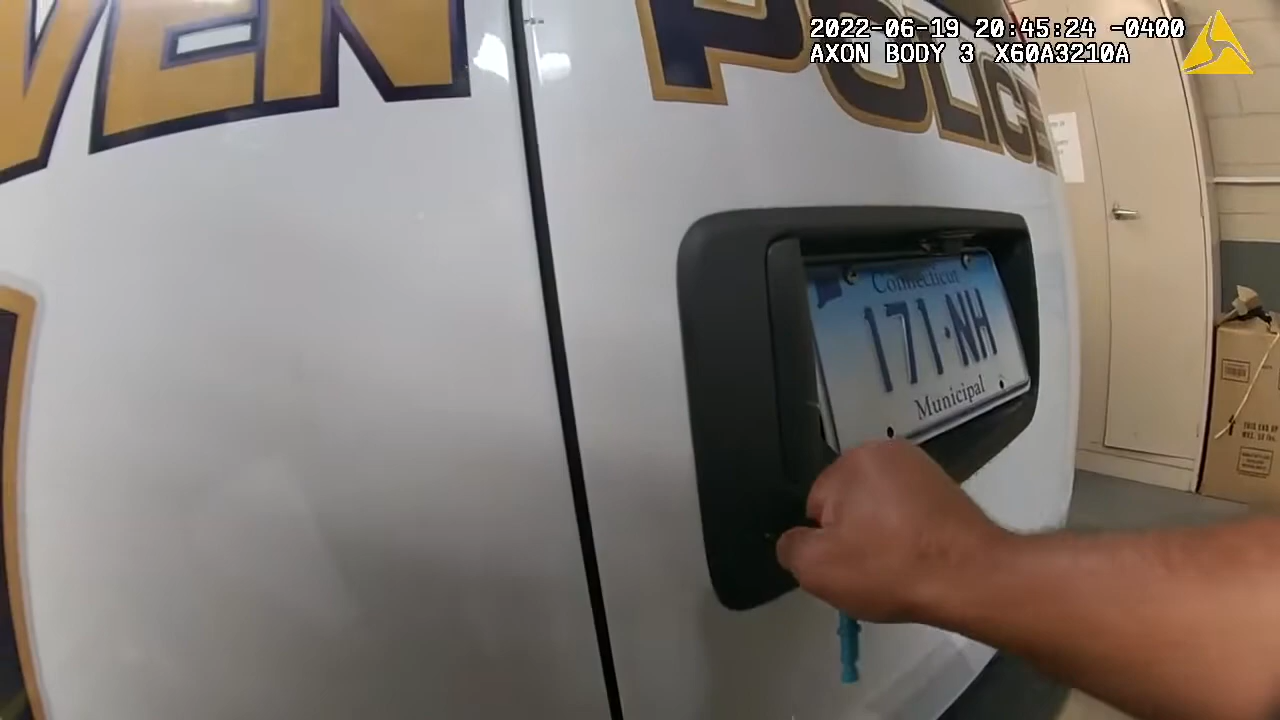 2022-06-19 20:45:24 -0400
AXON BODY 3 X60A3210A
VEN POLICE
Connecticut
171·NH
Municipal